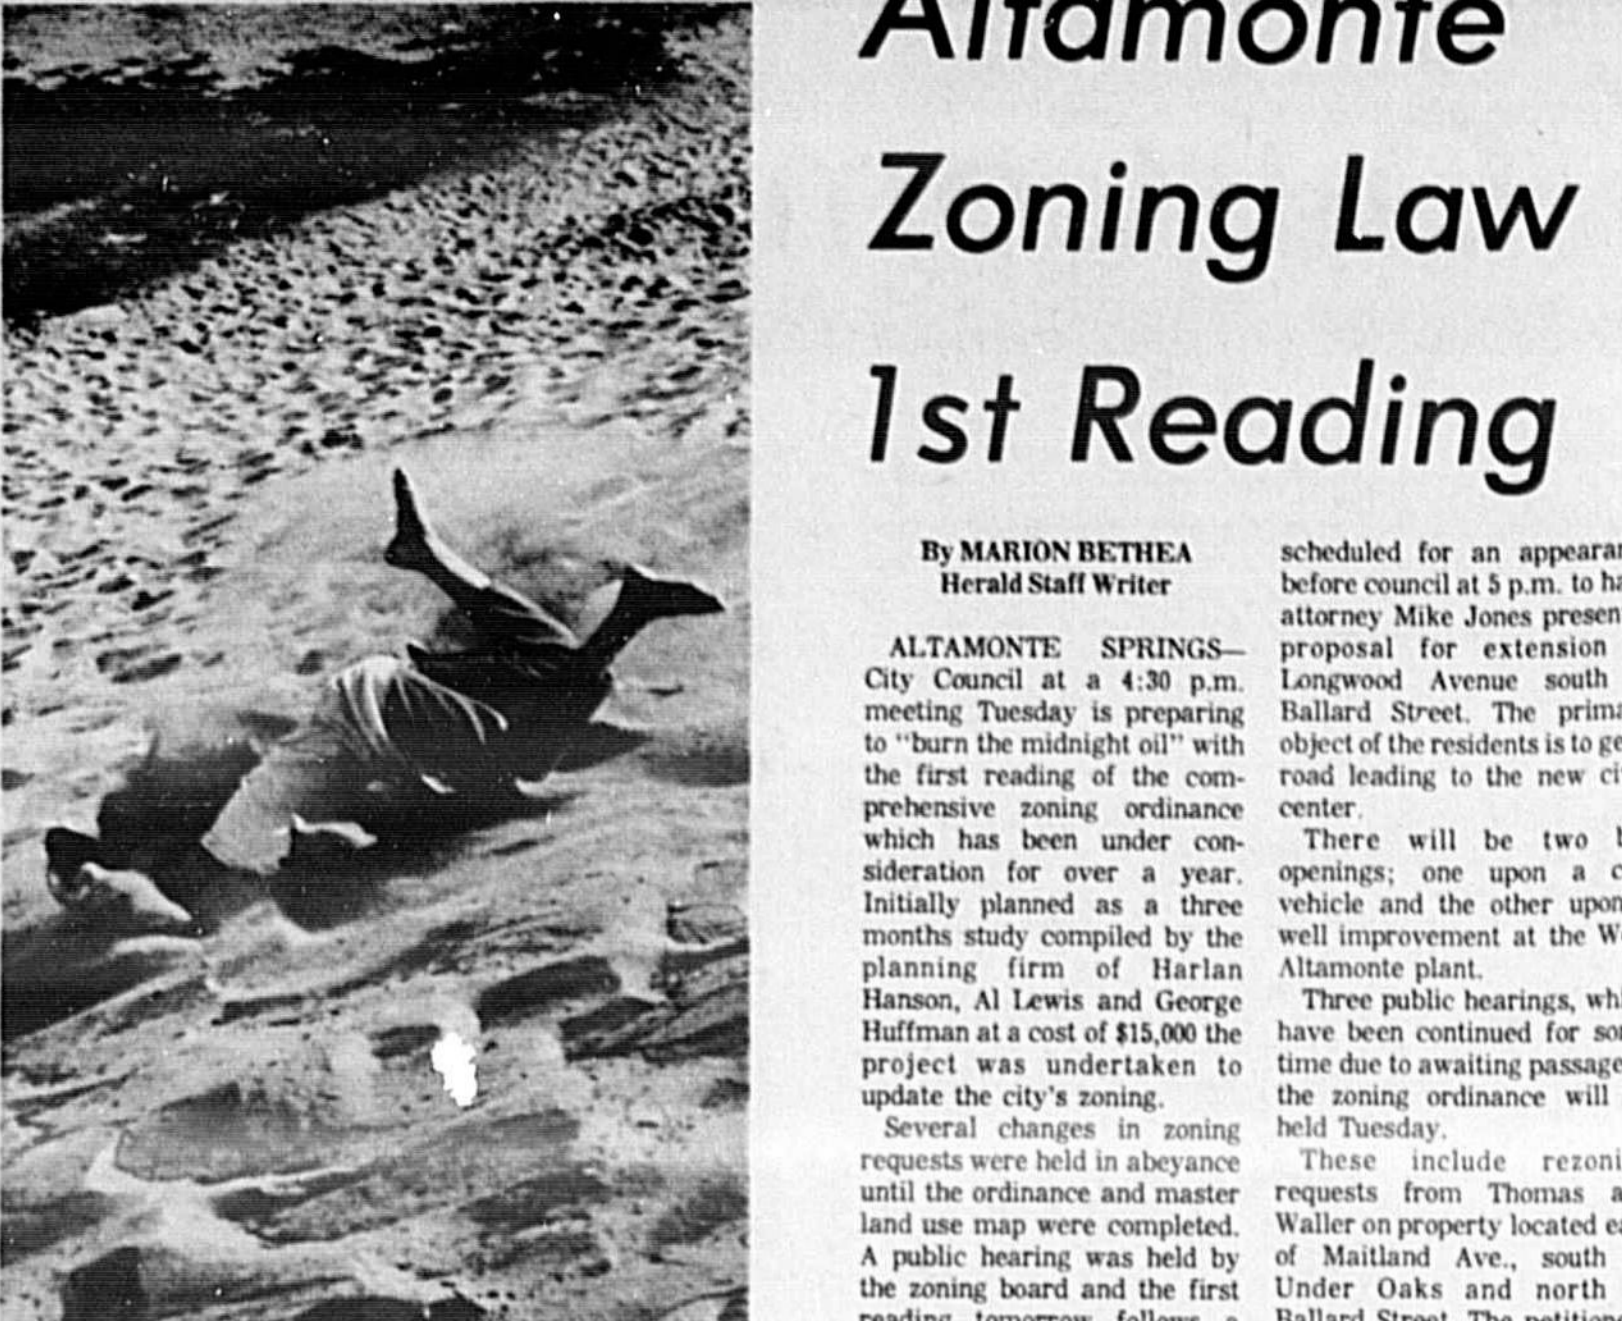 Altamonte
Zoning Law
1st Reading
By MARION BETHEA
Herald Staff Writer
ALTAMONTE SPRINGS—
City Council at a 4:30 p.m.
meeting Tuesday is preparing
to "burn the midnight oil" with
the first reading of the com-
prehensive zoning ordinance
which has been under con-
sideration for over a year.
Initially planned as a three
months study compiled by the
planning firm of Harlan
Hanson, Al Lewis and George
Huffman at a cost of $15,000 the
project was undertaken to
update the city's zoning.
Several changes in zoning
requests were held in abeyance
until the ordinance and master
land use map were completed.
A public hearing was held by
the zoning board and the first
reading tomorrow follows a
scheduled for an
before council at 5 p.m. to
attorney Mike Jones
proposal for extension
Longwood Avenue south
Ballard Street. The
object of the residents is to
road leading to the new
center.
There will be two
openings; one upon a
vehicle and the other upon
well improvement at the
Altamonte plant.
Three public hearings,
have been continued for
time due to awaiting passage
the zoning ordinance will
held Tuesday.
These include
requests from Thomas
Waller on property located
of Maitland Ave., south
Under Oaks and north
Ballard Street. The